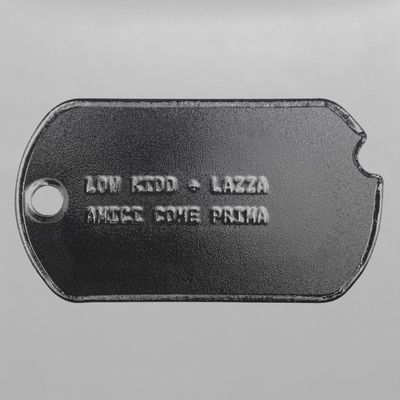 LOW KIDD + LAZZA
AMICI COME PRIMA